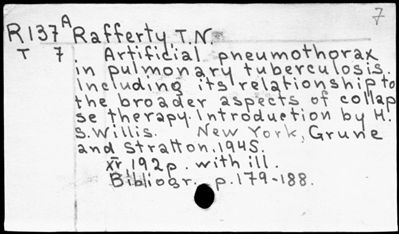 7
R137A Rafferty T.N.
T 7. Artificial pneumothorax
in pulmonary tuberculosis.
Including its relationship to
the broader aspects of collap
se therapy. Introduction by H.
S. Willis. New York, Grune
and Stratton. 1945.
XI, 192 p. with ill.
Bibliogr. p. 179-188.